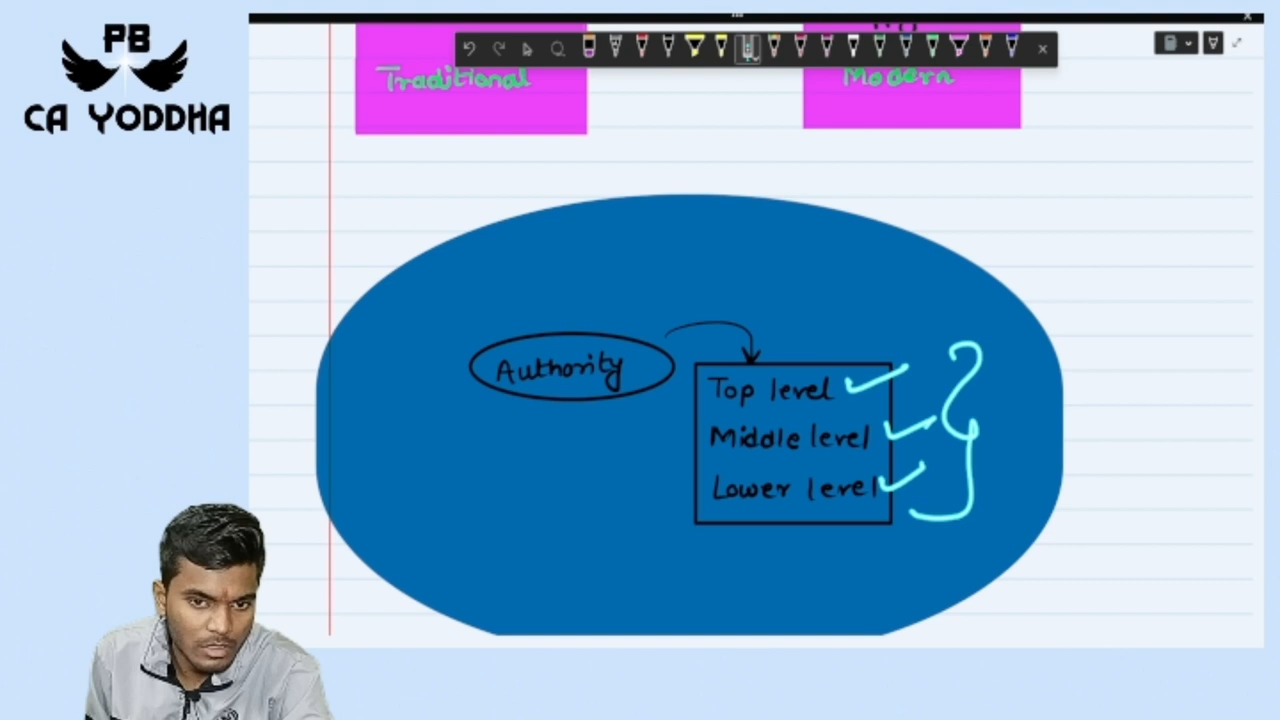 PB
CA YODDHA
Traditional
Modern
Authority
Top level
Middle level
Lower level